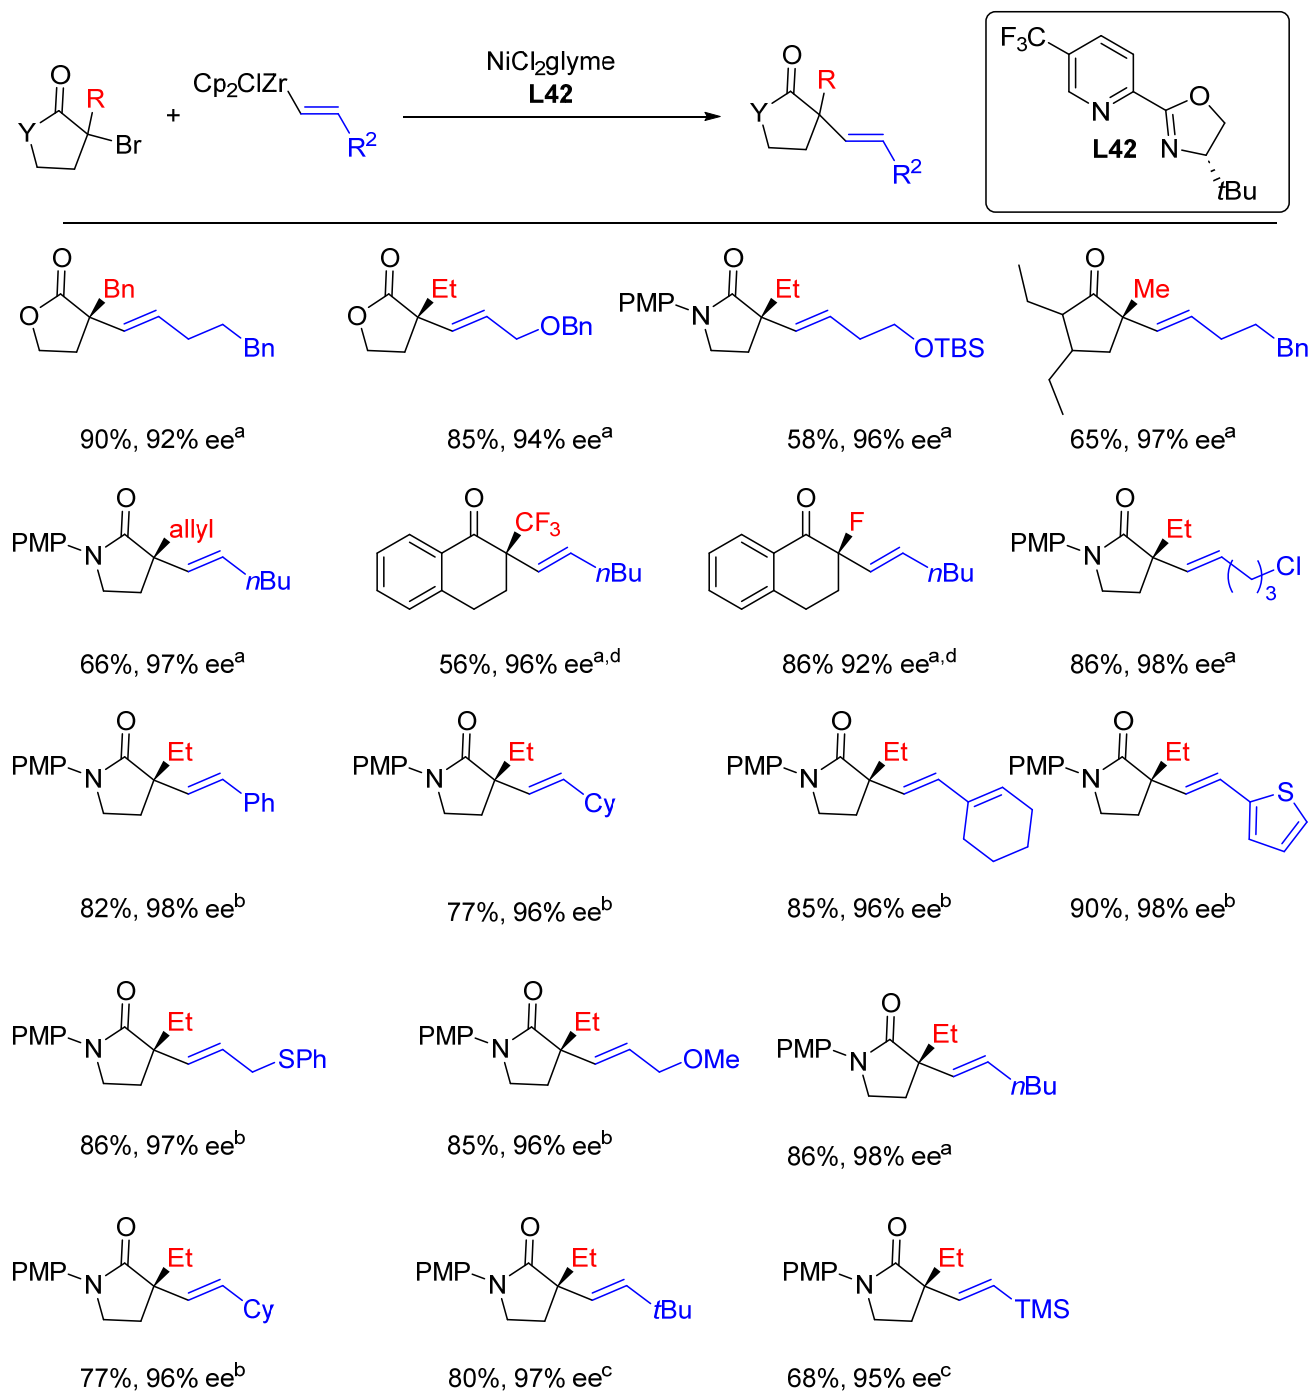 O
R
Y
Br
+
Cp₂ClZr
R²
NiCl₂glyme
L42
O
R
Y
R²
F₃C
N
O
N
L42
tBu
O
Bn
O
Bn
90%, 92% eeᵃ
O
Et
O
OBn
85%, 94% eeᵃ
O
Et
PMP
N
OTBS
58%, 96% eeᵃ
O
Me
Bn
65%, 97% eeᵃ
O
allyl
PMP
N
nBu
66%, 97% eeᵃ
O
CF₃
nBu
56%, 96% eeᵃ,ᵈ
O
F
nBu
86% 92% eeᵃ,ᵈ
O
Et
PMP
N
Cl
3
86%, 98% eeᵃ
O
Et
PMP
N
Ph
82%, 98% eeᵇ
O
Et
PMP
N
Cy
77%, 96% eeᵇ
O
Et
PMP
N
85%, 96% eeᵇ
O
Et
PMP
N
S
90%, 98% eeᵇ
O
Et
PMP
N
SPh
86%, 97% eeᵇ
O
Et
PMP
N
OMe
85%, 96% eeᵇ
O
Et
PMP
N
nBu
86%, 98% eeᵃ
O
Et
PMP
N
Cy
77%, 96% eeᵇ
O
Et
PMP
N
tBu
80%, 97% eeᶜ
O
Et
PMP
N
TMS
68%, 95% eeᶜ